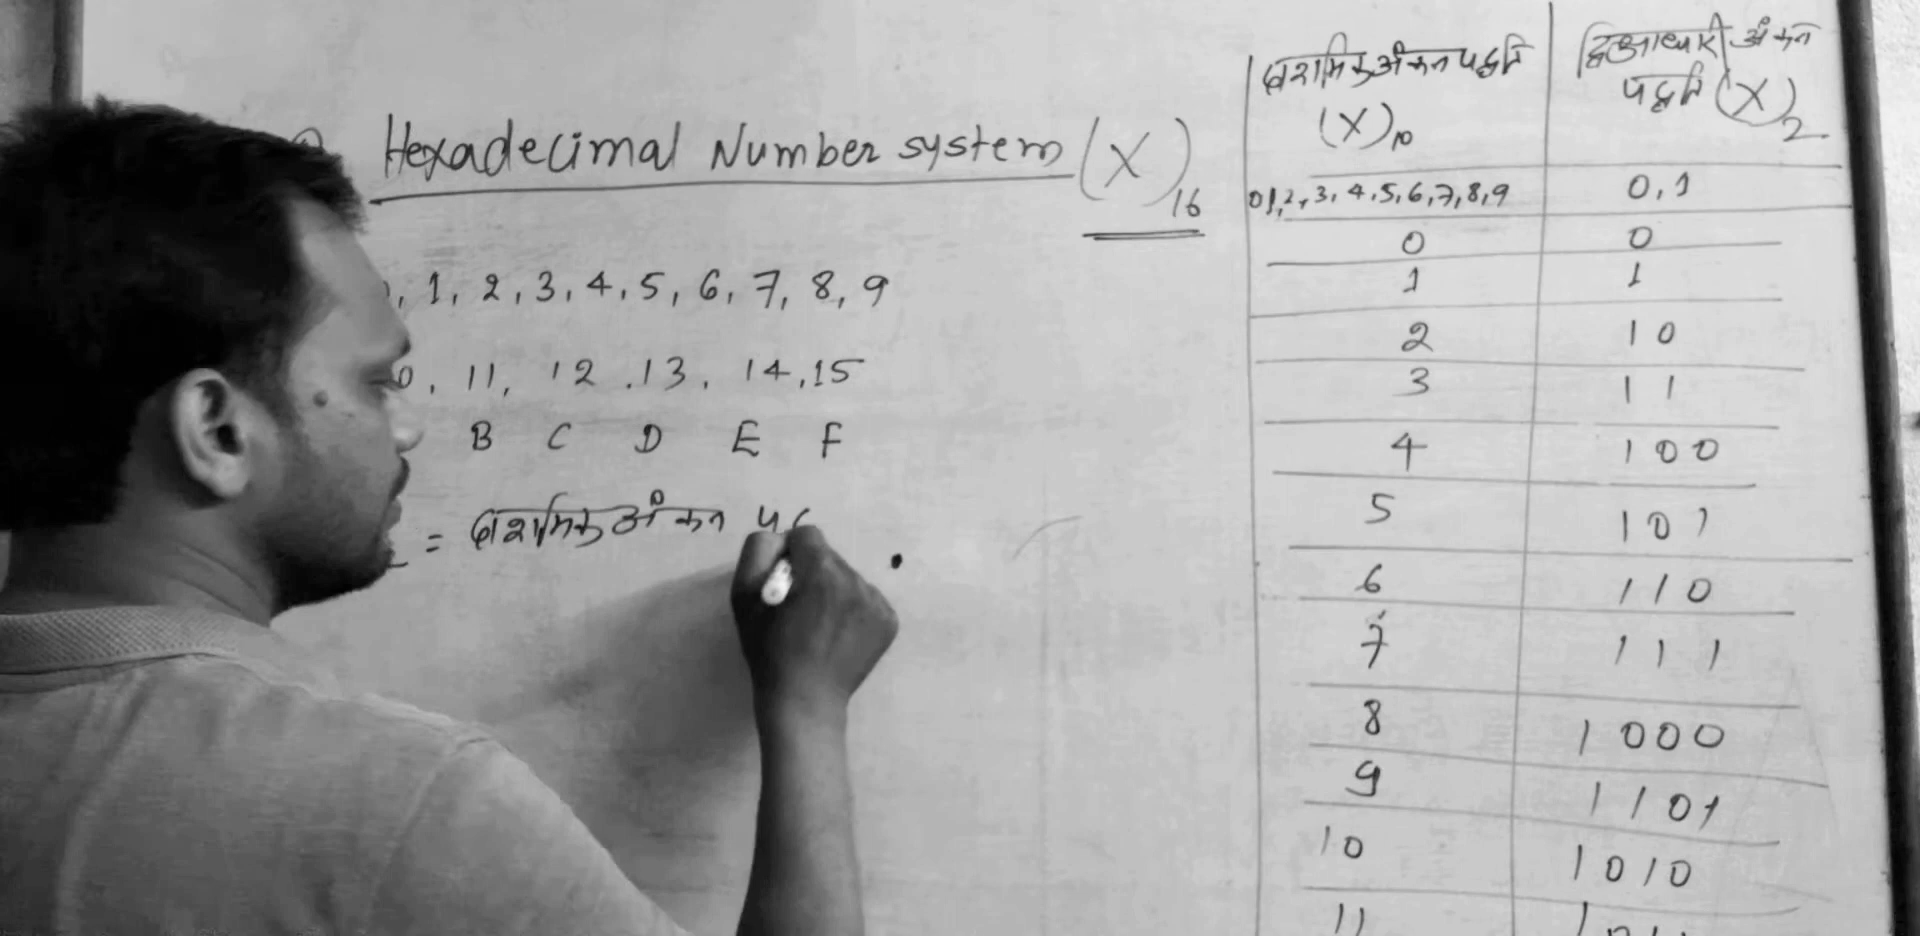 Hexadecimal Number system (X)16
, 1, 2, 3, 4, 5, 6, 7, 8, 9
0, 11, 12, 13, 14, 15
B C D E F
= दशमिक अंकन
दशमिक अंकन पद्धति
(X)10
0,1,2,3,4,5,6,7,8,9
0
1
2
3
4
5
6
7
8
9
10
11
द्विआधारी अंकन
पद्धति (X)2
0,1
0
1
10
11
100
101
110
111
1000
1101
1010